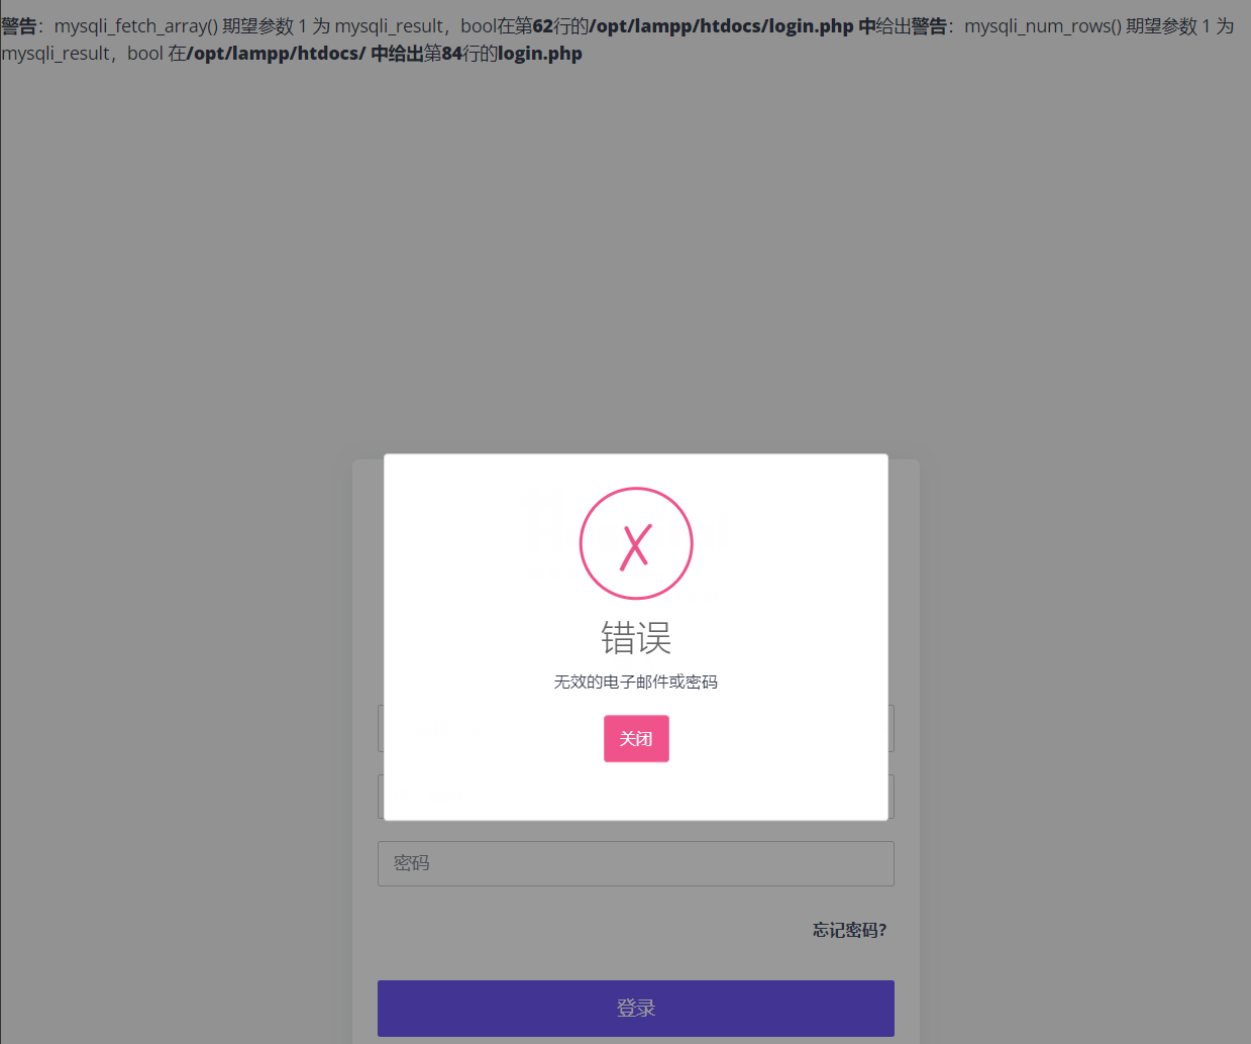 警告：mysqli_fetch_array() 期望参数 1 为 mysqli_result，bool在第62行的/opt/lampp/htdocs/login.php 中给出警告：mysqli_num_rows() 期望参数 1 为
mysqli_result，bool 在/opt/lampp/htdocs/ 中给出第84行的login.php
错误
无效的电子邮件或密码
关闭
密码
忘记密码?
登录